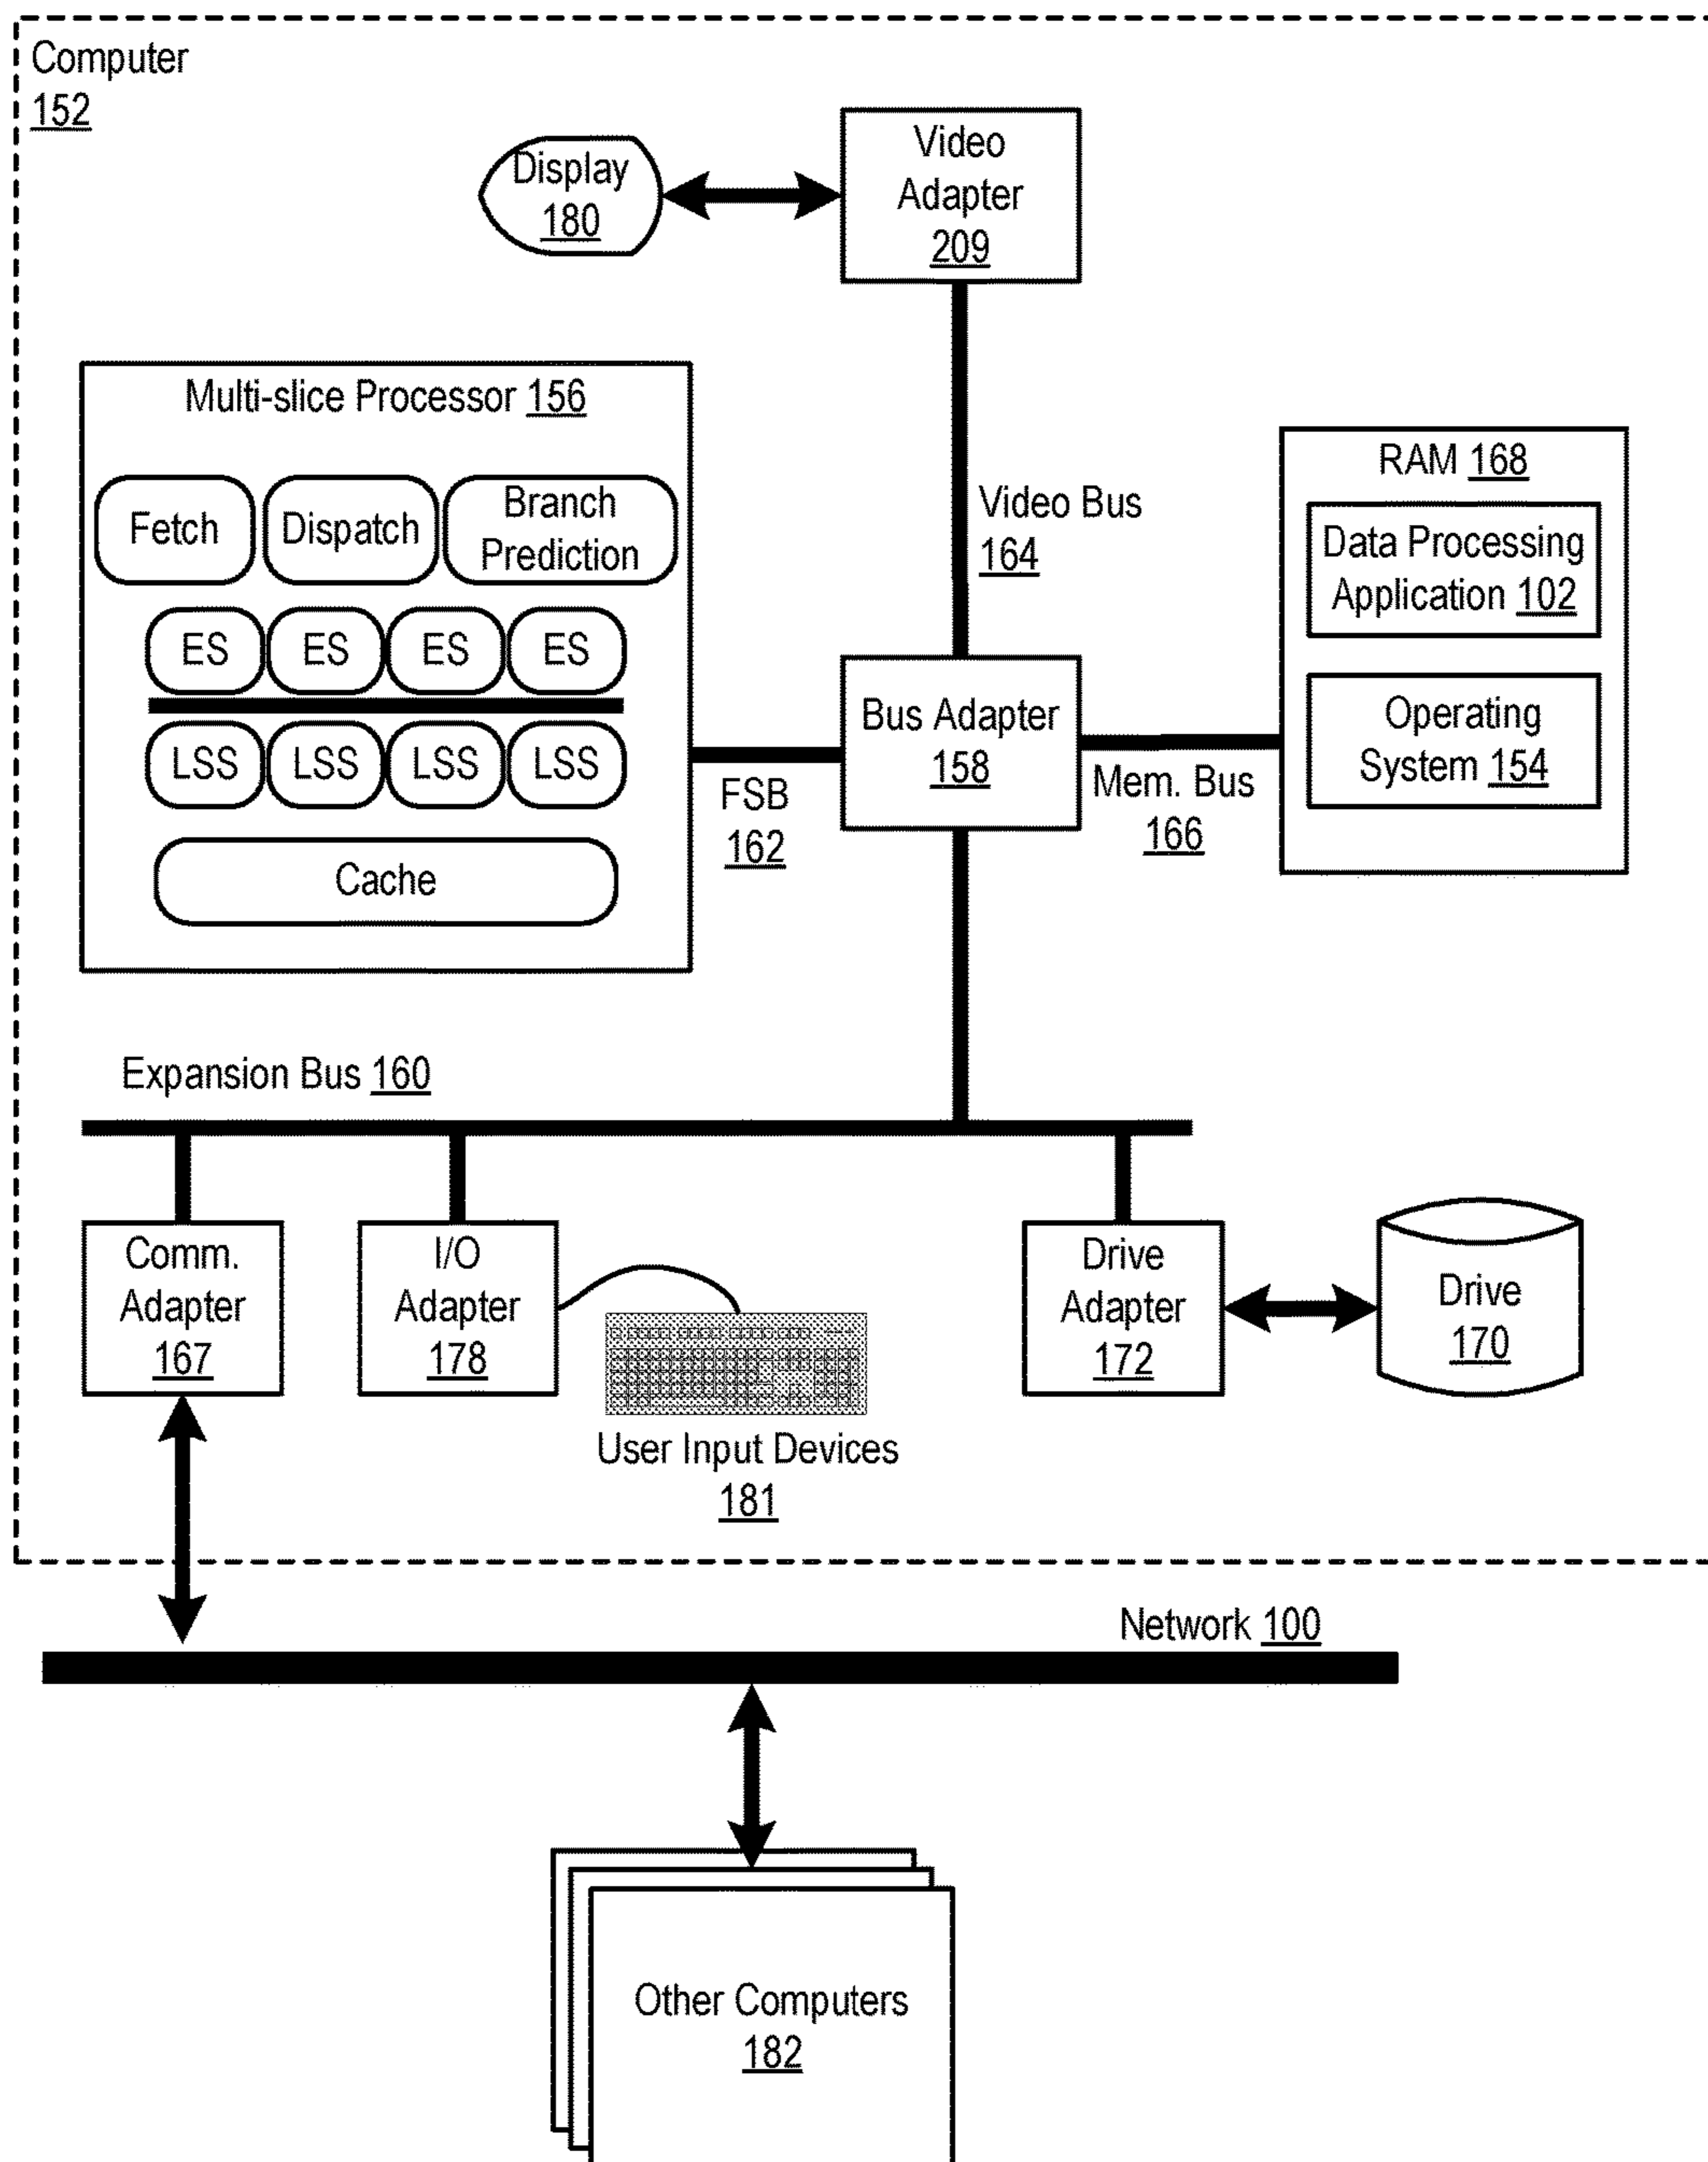 Computer
152
Display
180
Video
Adapter
209
Multi-slice Processor 156
Fetch
Dispatch
Branch
Prediction
ES
ES
ES
ES
LSS
LSS
LSS
LSS
Cache
Video Bus
164
RAM 168
Data Processing
Application 102
Operating
System 154
Bus Adapter
158
FSB
162
Mem. Bus
166
Expansion Bus 160
Comm.
Adapter
167
I/O
Adapter
178
User Input Devices
181
Drive
Adapter
172
Drive
170
Network 100
Other Computers
182